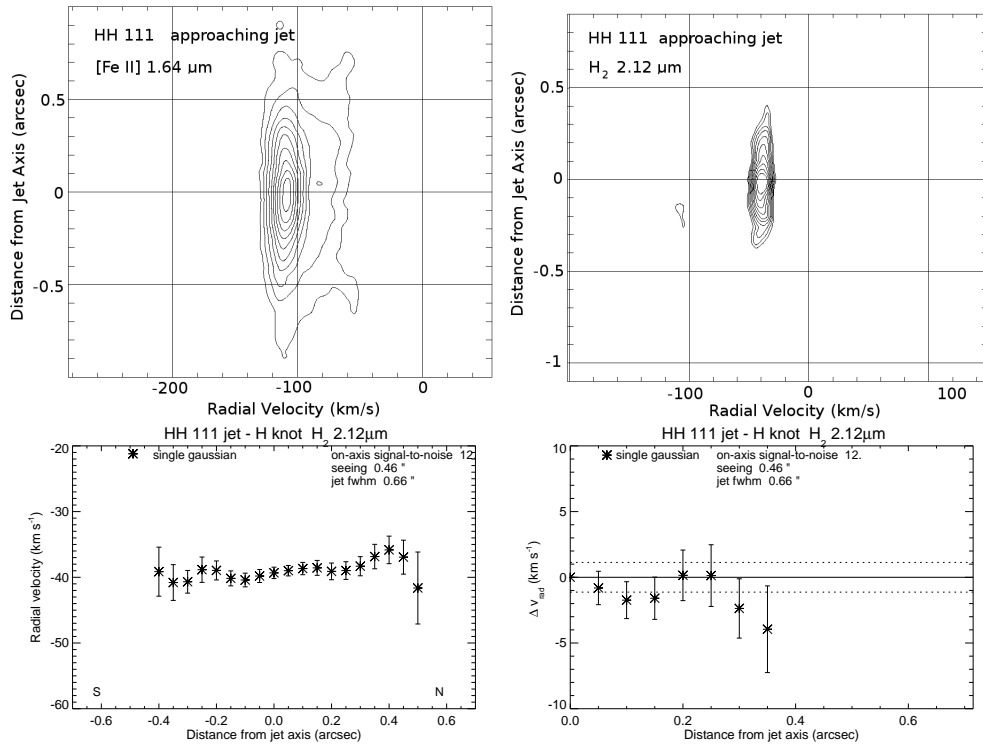 HH 111 approaching jet
[Fe II] 1.64 μm
Distance from Jet Axis (arcsec)
0.5
0
-0.5
-200
-100
0
Radial Velocity (km/s)
HH 111 approaching jet
H2 2.12 μm
Distance from Jet Axis (arcsec)
0.5
0
-0.5
-1
-100
0
100
Radial Velocity (km/s)
HH 111 jet - H knot H2 2.12μm
single gaussian
on-axis signal-to-noise 12.
seeing 0.46 "
jet fwhm 0.66 "
Radial velocity (km s-1)
-20
-30
-40
-50
-60
S
N
-0.6
-0.4
-0.2
0.0
0.2
0.4
0.6
Distance from jet axis (arcsec)
HH 111 jet - H knot H2 2.12μm
single gaussian
on-axis signal-to-noise 12.
seeing 0.46 "
jet fwhm 0.66 "
Δ vrad (km s-1)
10
5
0
-5
-10
0.0
0.2
0.4
0.6
Distance from jet axis (arcsec)